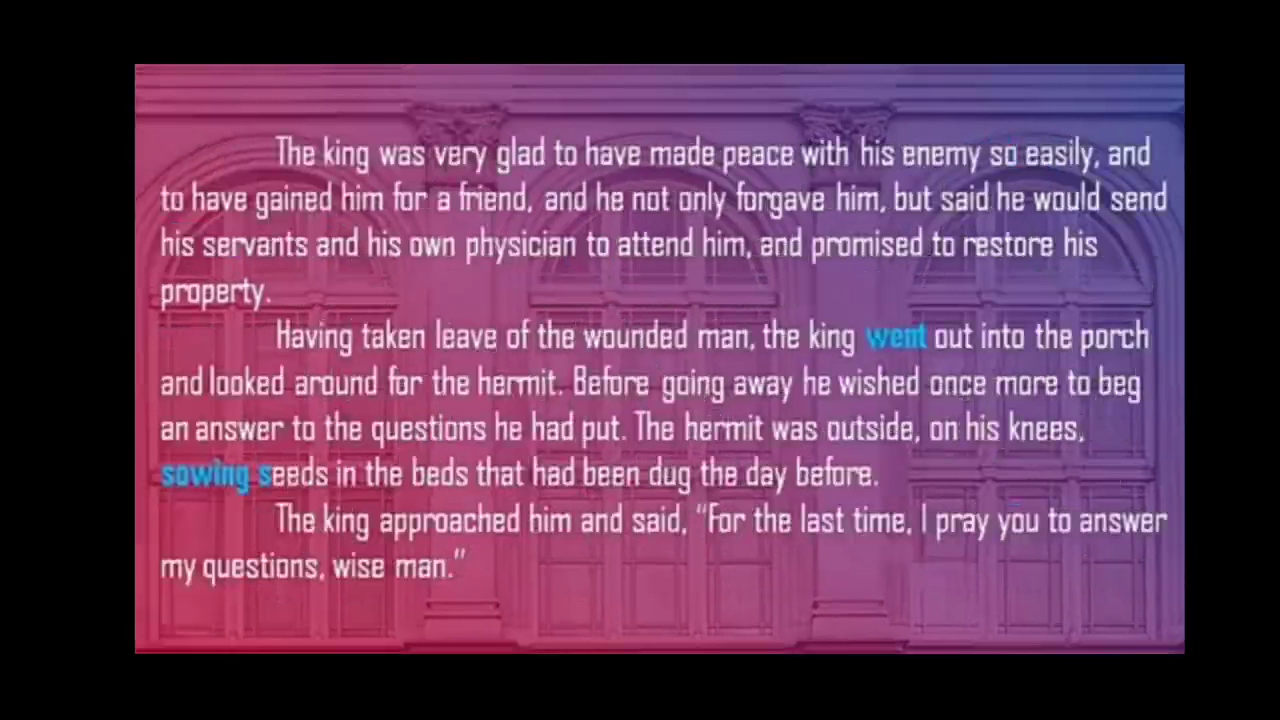 The king was very glad to have made peace with his enemy so easily, and
to have gained him for a friend, and he not only forgave him, but said he would send
his servants and his own physician to attend him, and promised to restore his
property.
Having taken leave of the wounded man, the king went out into the porch
and looked around for the hermit. Before going away he wished once more to beg
an answer to the questions he had put. The hermit was outside, on his knees,
sowing seeds in the beds that had been dug the day before.
The king approached him and said, “For the last time, I pray you to answer
my questions, wise man.”